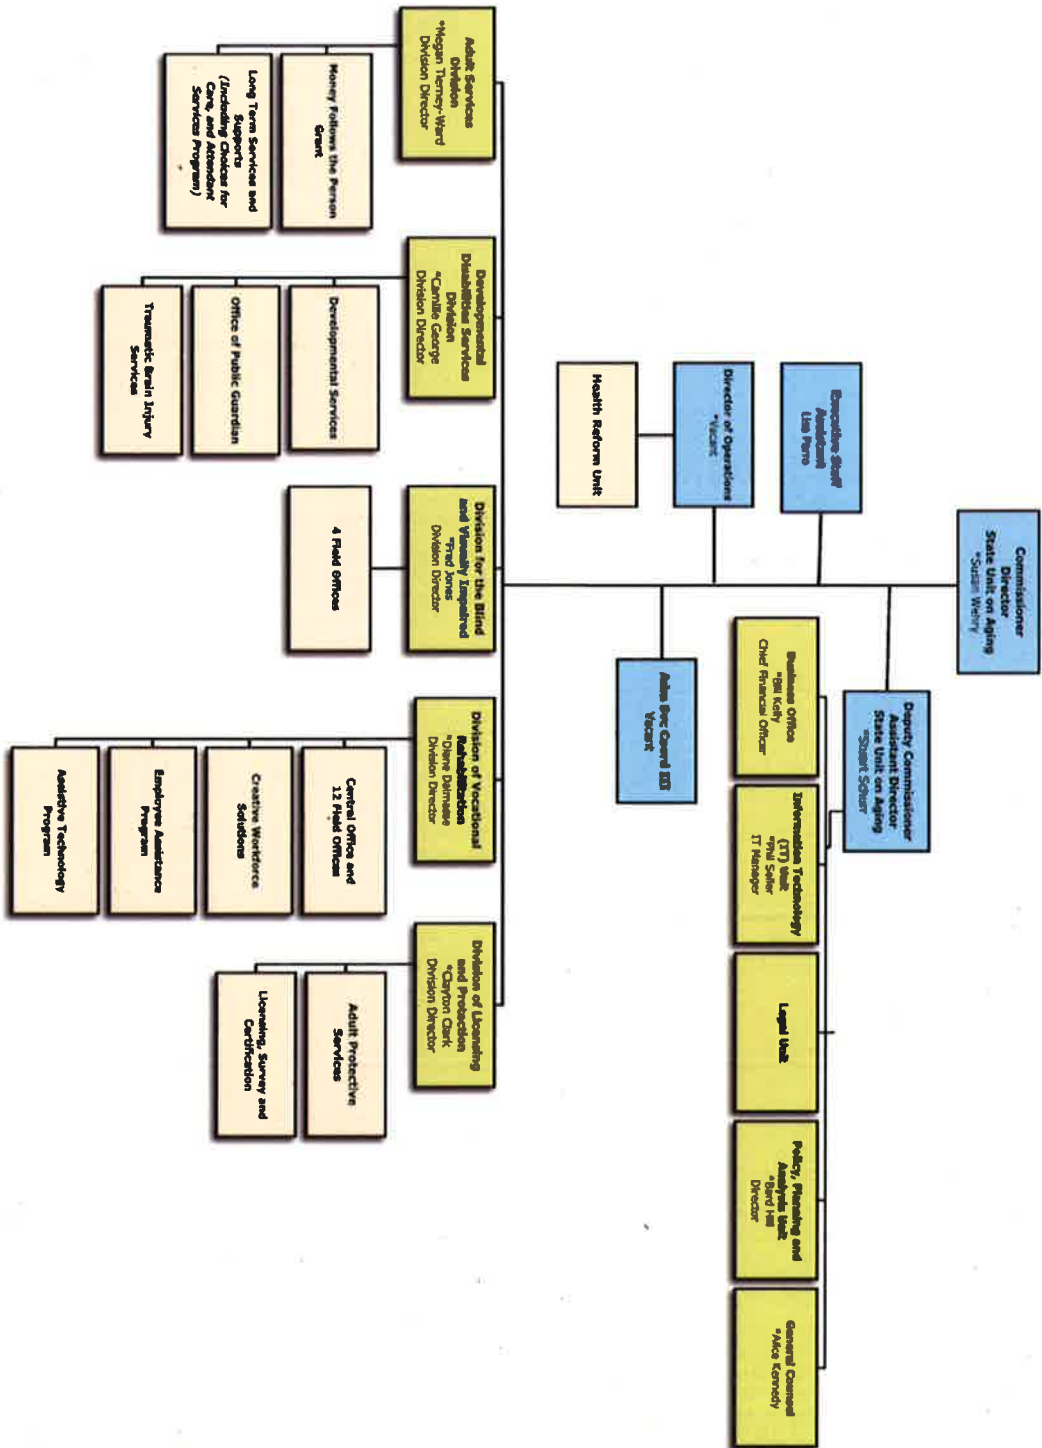 Commissioner
Director
State Unit on Aging
*Susan Wehry
Deputy Commissioner
Assistant Director
State Unit on Aging
*Stuart Schurr
Executive Staff
Assistant
Lisa Parro
Director of Operations
*Vacant
Health Reform Unit
Business Office
*Bill Kelly
Chief Financial Officer
Information Technology
(IT) Unit
*Phil
IT Manager
Legal Unit
Policy, Planning and
Analysis Unit
*Bard Hill
Director
General Counsel
*Alice Kennedy
Adm Svc Coord III
Vacant
Adult Services
Division
*Megan Tierney-Ward
Division Director
Money Follows the Person
Grant
Long Term Services and
Supports
(Including Choices for
Care, and Attendant
Services Program)
Developmental
Disabilities Services
Division
*Camille George
Division Director
Developmental Services
Office of Public Guardian
Traumatic Brain Injury
Services
Division for the Blind
and Visually Impaired
*Fred Jones
Division Director
4 Field Offices
Division of Vocational
Rehabilitation
*Diane Dalmasse
Division Director
Central Office and
12 Field Offices
Creative Workforce
Solutions
Employee Assistance
Program
Assistive Technology
Program
Division of Licensing
and Protection
*Clayton Clark
Division Director
Adult Protective
Services
Licensing, Survey and
Certification